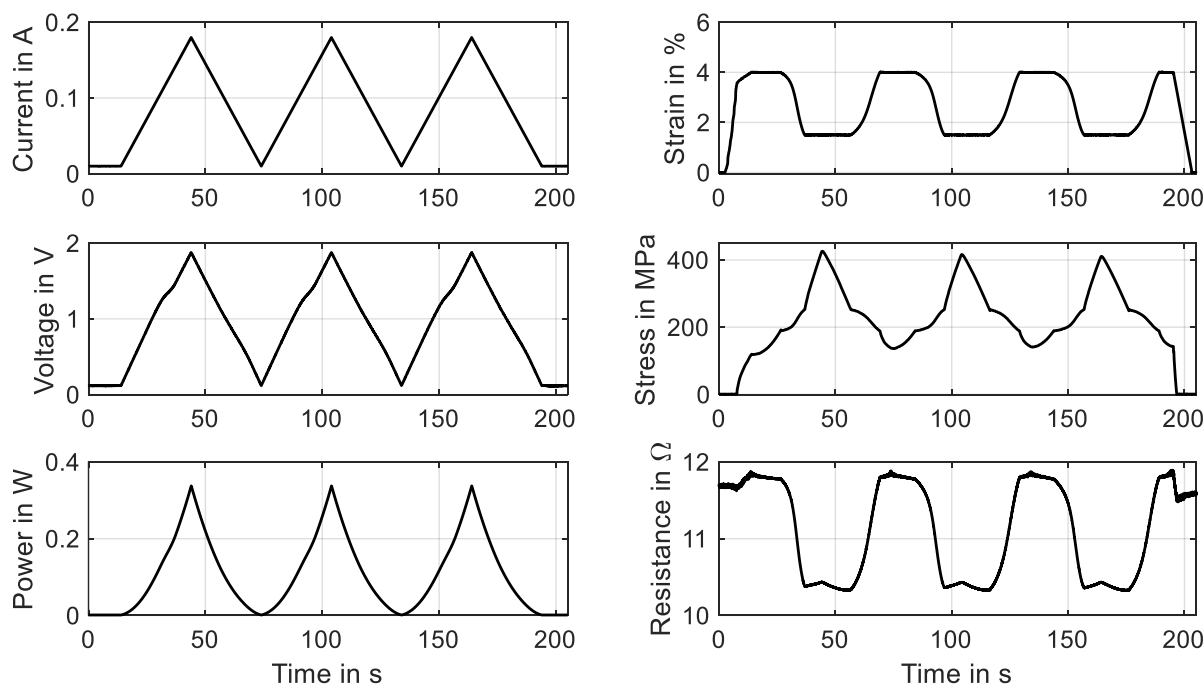 Current in A
0.2
0.1
0
0 50 100 150 200
Strain in %
6
4
2
0
0 50 100 150 200
Voltage in V
2
1
0
0 50 100 150 200
Stress in MPa
400
200
0
0 50 100 150 200
Power in W
0.4
0.2
0
0 50 100 150 200
Time in s
Resistance in Ω
12
11
10
0 50 100 150 200
Time in s